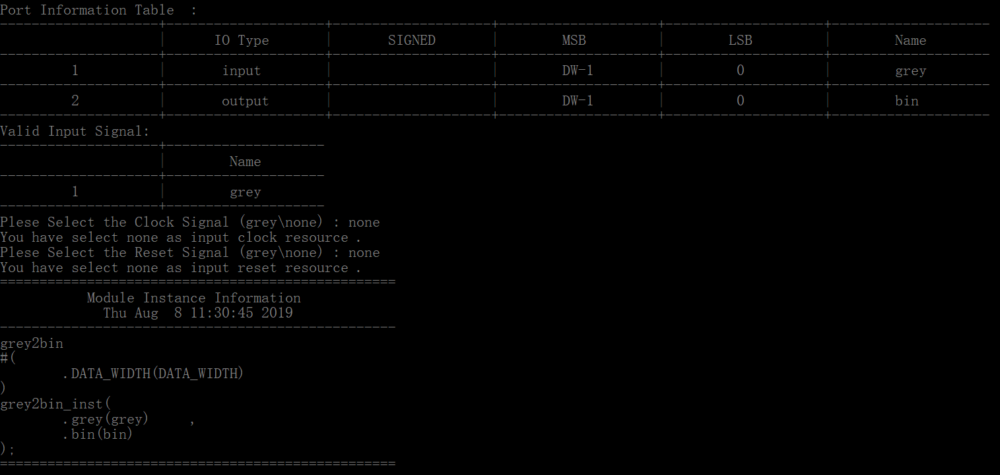 Port Information Table  :
IO Type SIGNED MSB LSB Name
1 input DW-1 0 grey
2 output DW-1 0 bin
Valid Input Signal:
Name
1 grey
Plese Select the Clock Signal (grey\none) : none
You have select none as input clock resource .
Plese Select the Reset Signal (grey\none) : none
You have select none as input reset resource .
==================================================
Module Instance Information
Thu Aug  8 11:30:45 2019
--------------------------------------------------
grey2bin
#(
        .DATA_WIDTH(DATA_WIDTH)
)
grey2bin_inst(
        .grey(grey)     ,
        .bin(bin)
);
==================================================